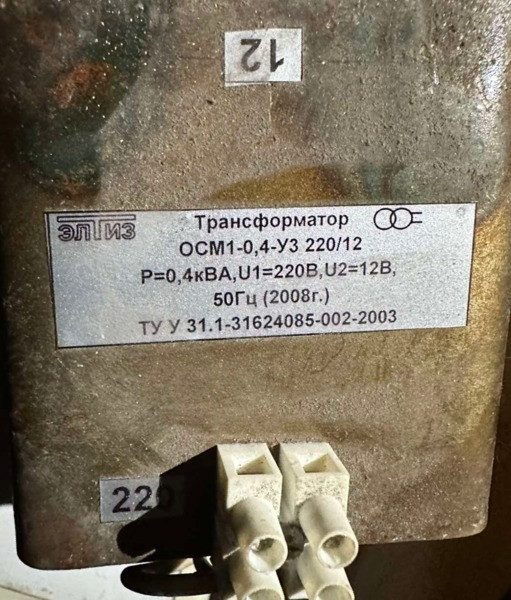 12
ЭЛТИЗ
Трансформатор
ОСМ1-0,4-У3 220/12
Р=0,4кВА,U1=220В,U2=12В,
50Гц (2008г.)
ТУ У 31.1-31624085-002-2003
220